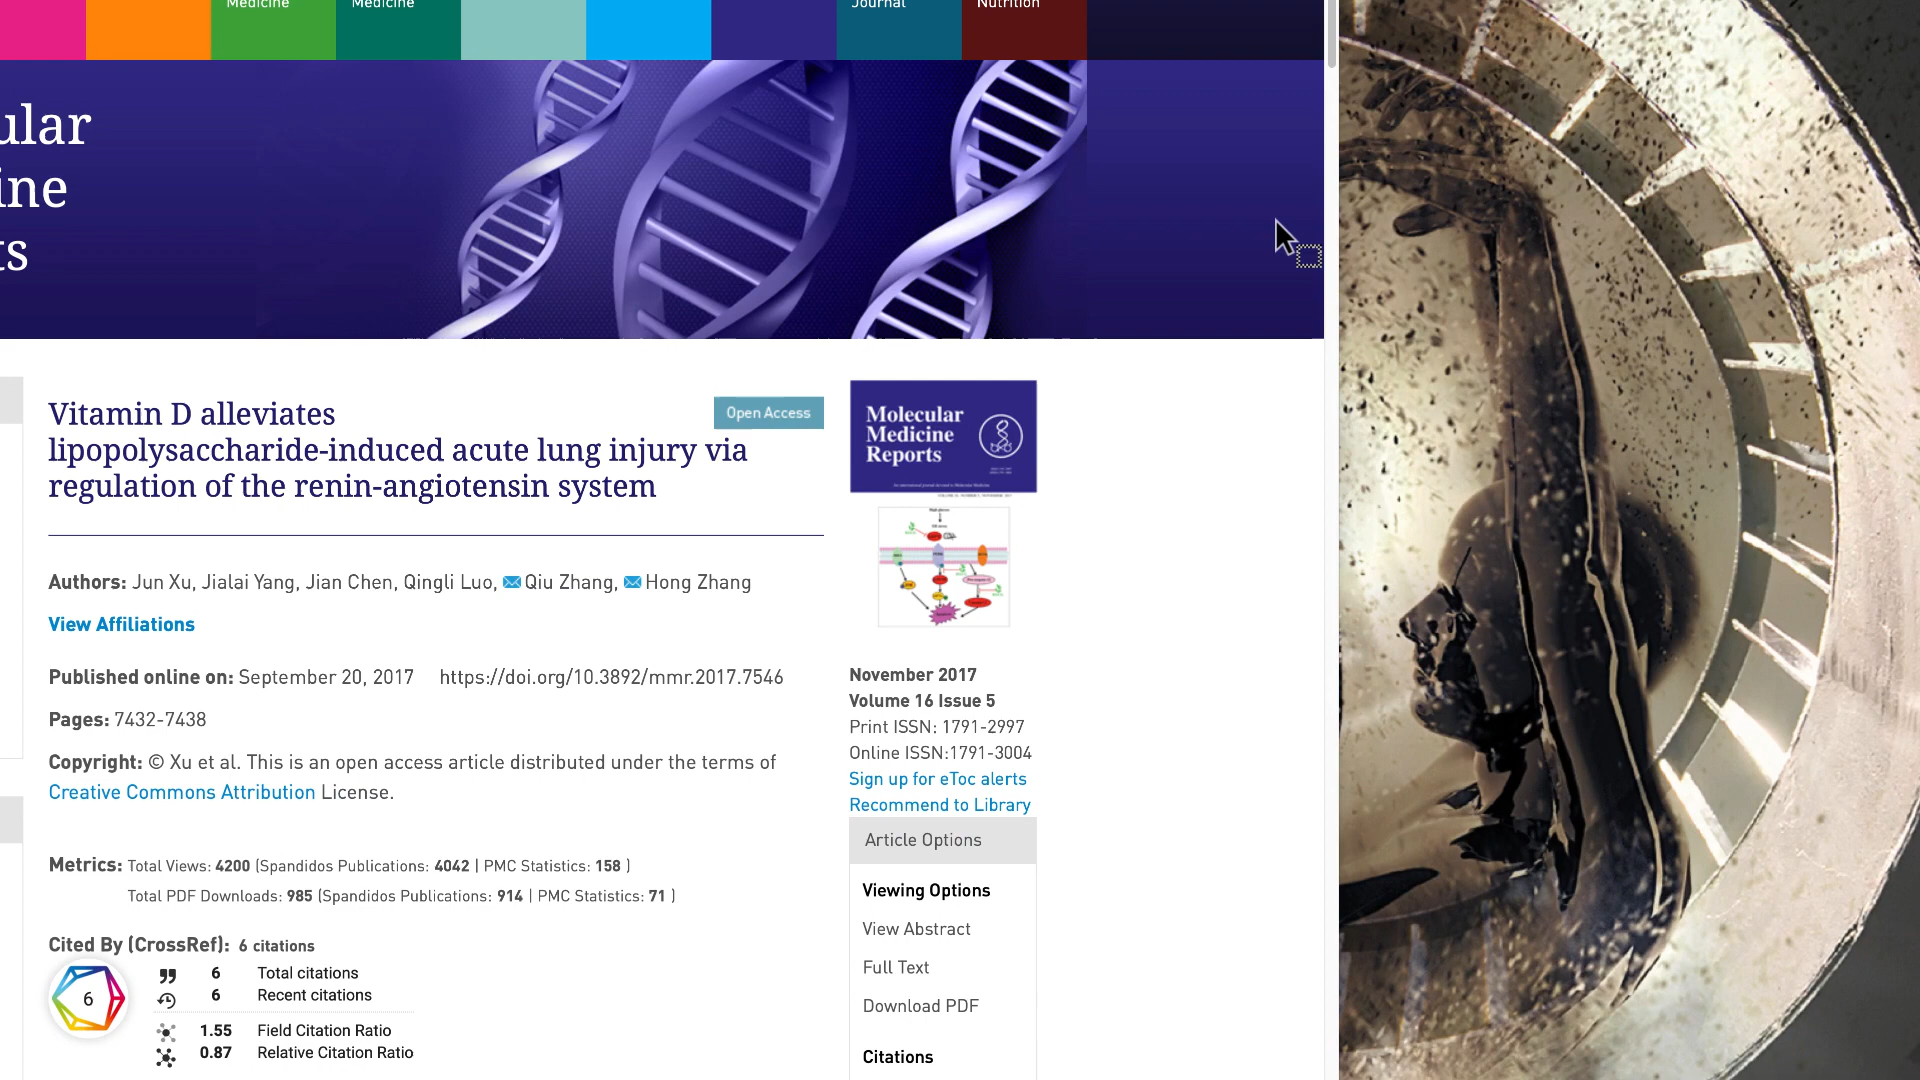 Medicine
Medicine
Journal
Nutrition
ular
ine
ts
Vitamin D alleviates
lipopolysaccharide-induced acute lung injury via
regulation of the renin-angiotensin system
Open Access
Authors: Jun Xu, Jialai Yang, Jian Chen, Qingli Luo, Qiu Zhang, Hong Zhang
View Affiliations
Published online on: September 20, 2017 https://doi.org/10.3892/mmr.2017.7546
Pages: 7432-7438
Copyright: © Xu et al. This is an open access article distributed under the terms of
Creative Commons Attribution License.
Metrics: Total Views: 4200 (Spandidos Publications: 4042 | PMC Statistics: 158 )
Total PDF Downloads: 985 (Spandidos Publications: 914 | PMC Statistics: 71 )
Cited By (CrossRef): 6 citations
6
6 Total citations
6 Recent citations
1.55 Field Citation Ratio
0.87 Relative Citation Ratio
Molecular
Medicine
Reports
November 2017
Volume 16 Issue 5
Print ISSN: 1791-2997
Online ISSN:1791-3004
Sign up for eToc alerts
Recommend to Library
Article Options
Viewing Options
View Abstract
Full Text
Download PDF
Citations